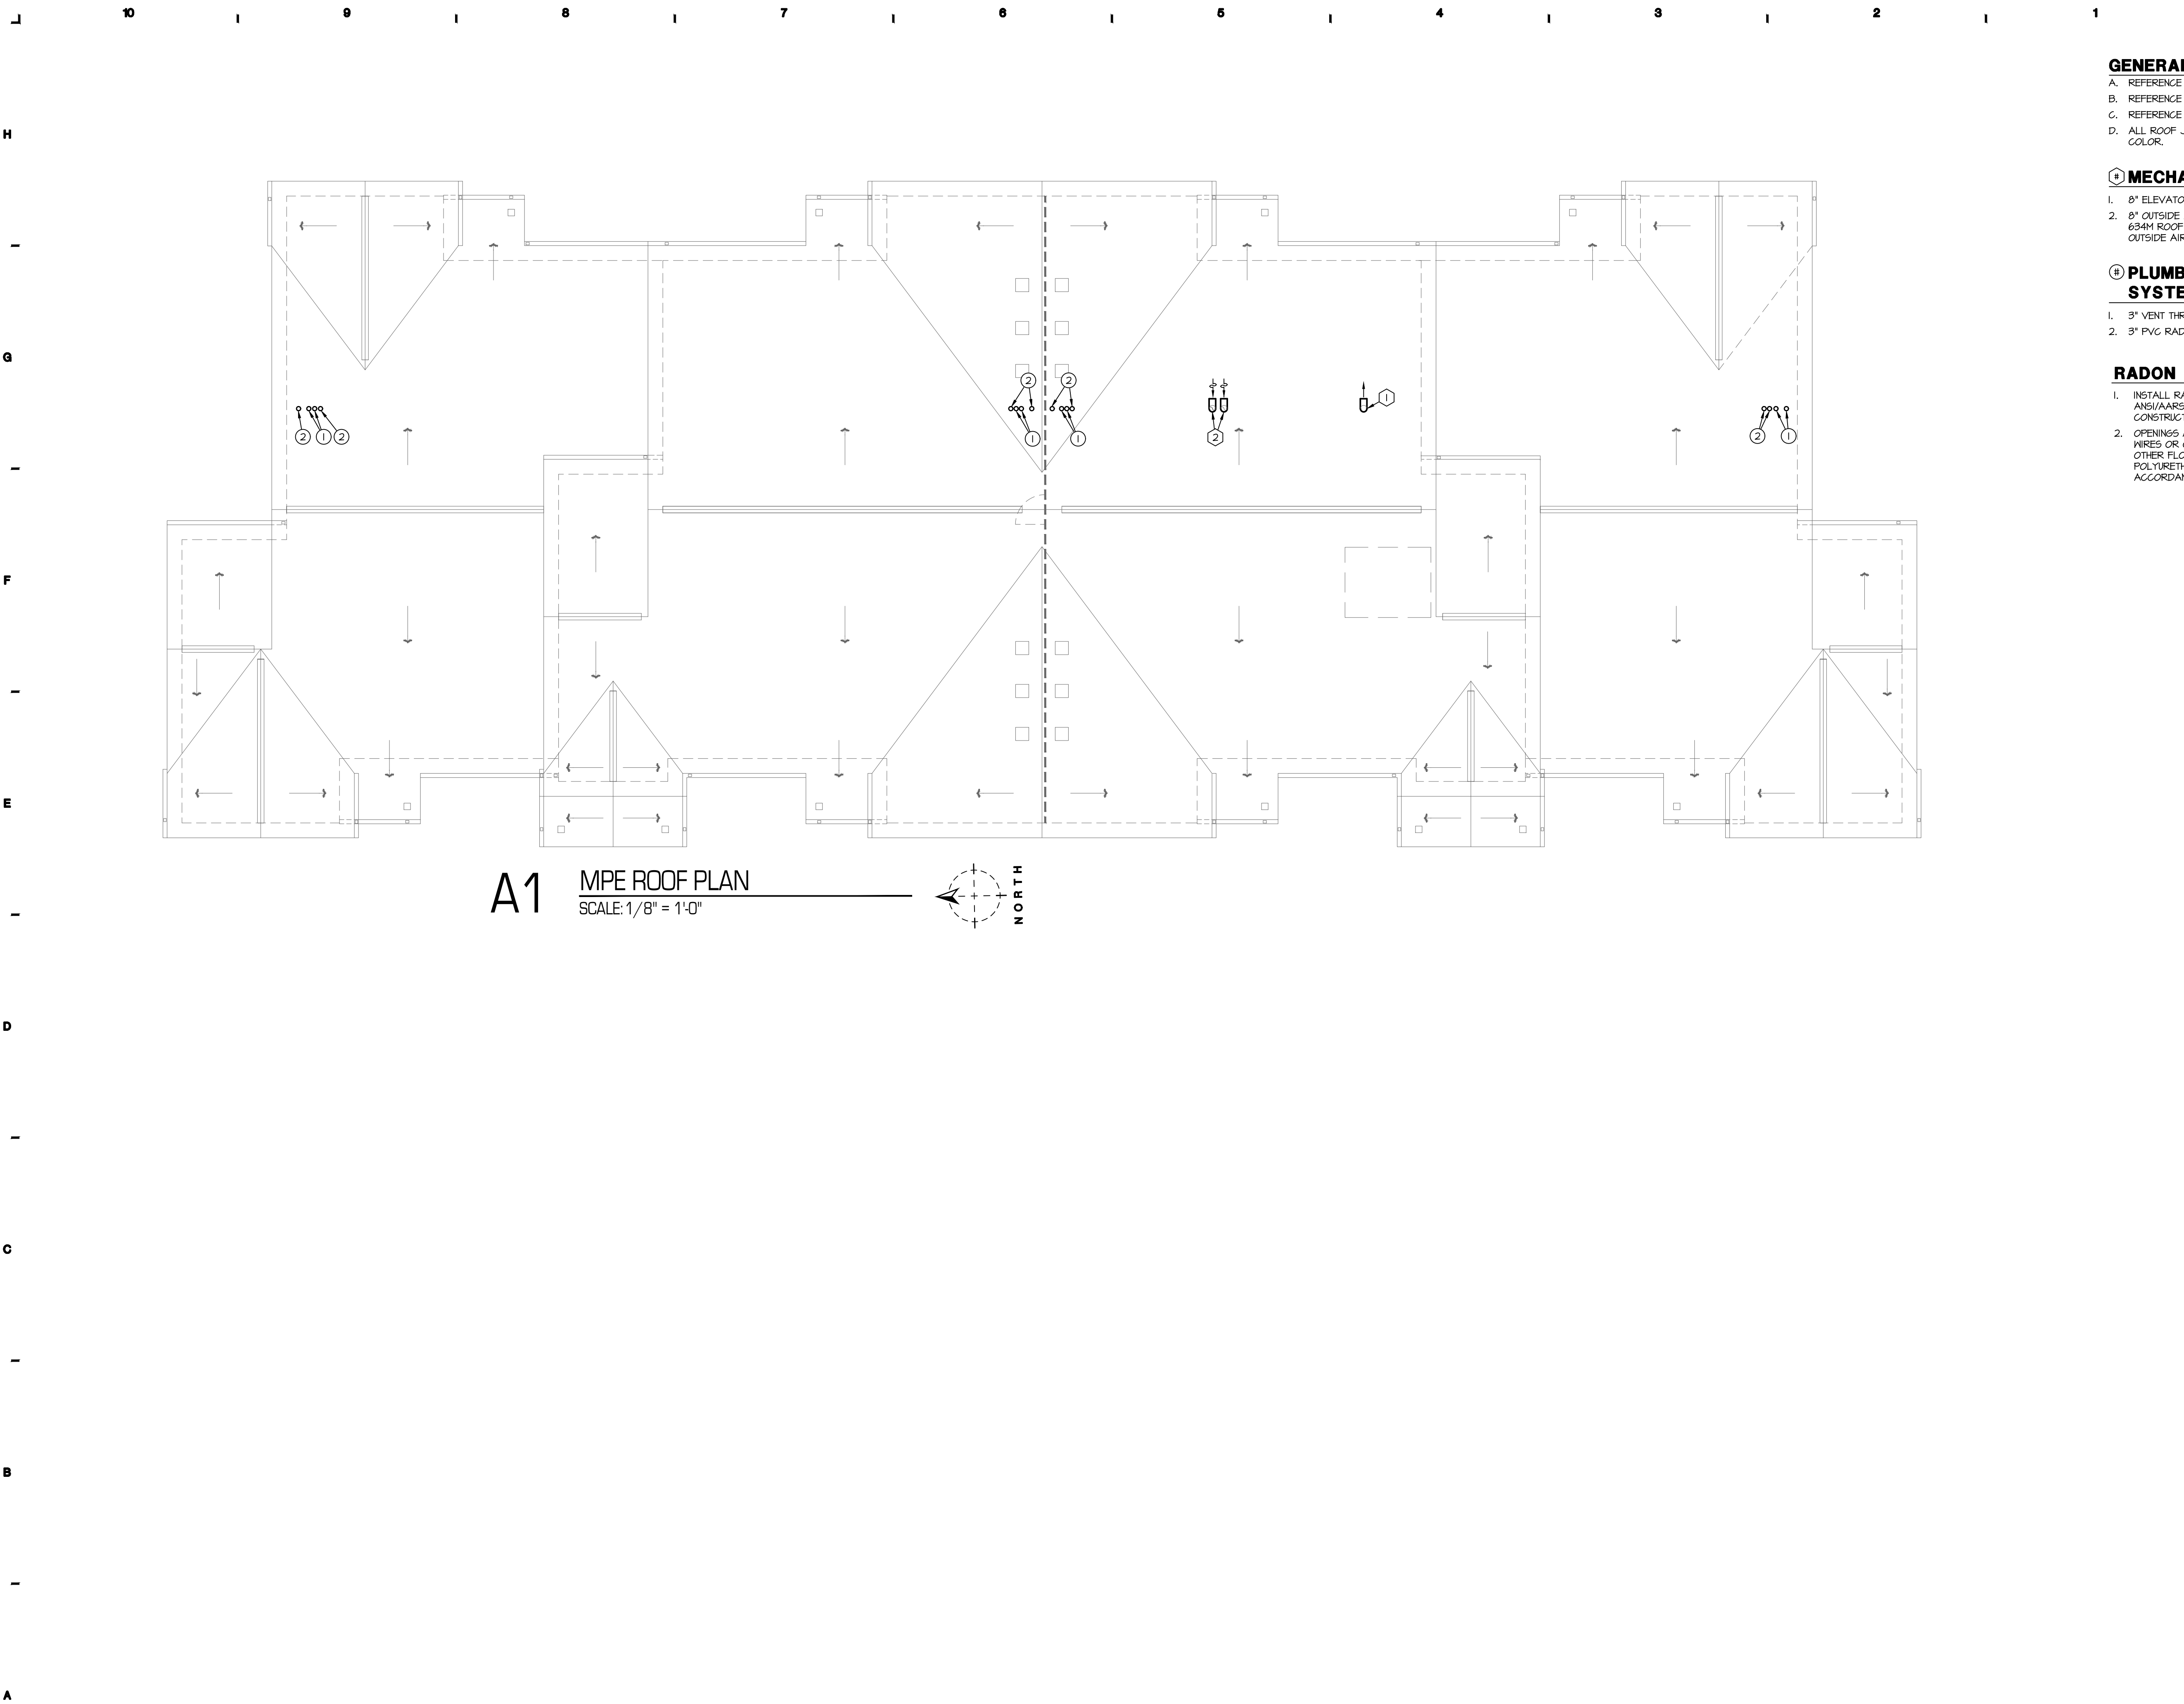 10 9 8 7 6 5 4 3 2 1
H
G
F
E
D
C
B
A
GENERAL
A. REFERENCE
B. REFERENCE
C. REFERENCE
D. ALL ROOF
COLOR.
#
1. 8" ELEVATO
2. 8" OUTSIDE
634M ROOF
OUTSIDE AIR
# PLUMB
SYSTE
1. 3" VENT THR
2. 3" PVC RAD
RADON
1. INSTALL RA
ANSI/AARS
CONSTRUCT
2. OPENINGS
WIRES OR
OTHER FLO
POLYURETH
ACCORDAN
2 2
2 1 2
1 1
2
1
2 1
A1 MPE ROOF PLAN
SCALE: 1/8" = 1'-0"
NORTH